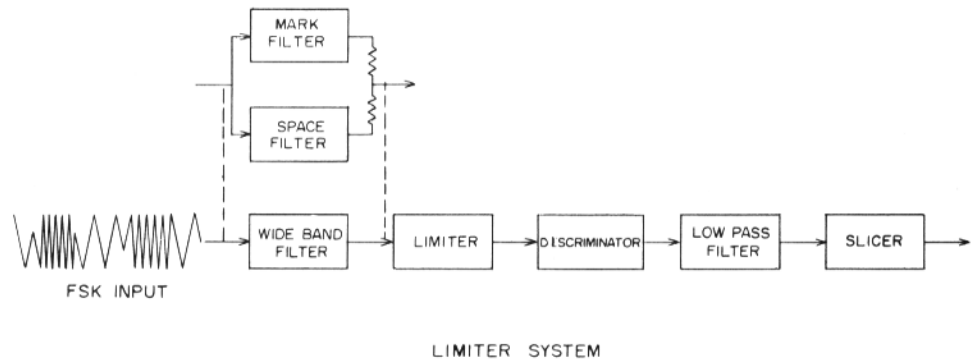 MARK
FILTER
SPACE
FILTER
WIDE BAND
FILTER
LIMITER
DISCRIMINATOR
LOW PASS
FILTER
SLICER
FSK INPUT
LIMITER SYSTEM